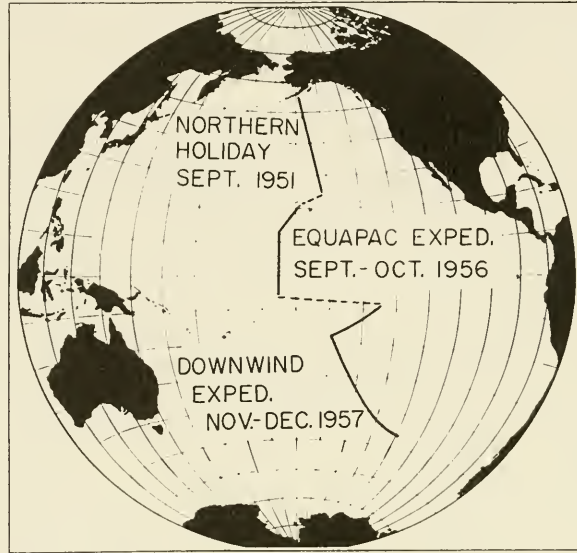 NORTHERN
HOLIDAY
SEPT. 1951
EQUAPAC EXPED.
SEPT.-OCT. 1956
DOWNWIND
EXPED.
NOV.-DEC. 1957